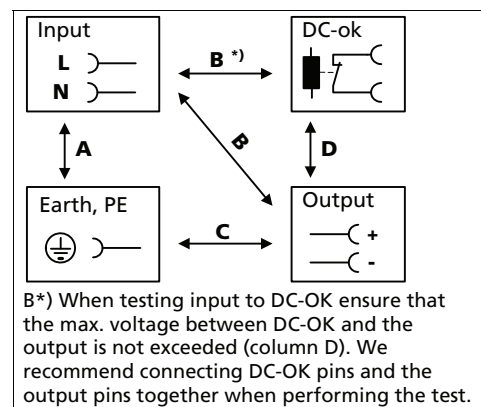 Input
DC-ok
L
N
B *)
A
B
D
Earth, PE
Output
C
+
-
B*) When testing input to DC-OK ensure that
the max. voltage between DC-OK and the
output is not exceeded (column D). We
recommend connecting DC-OK pins and the
output pins together when performing the test.